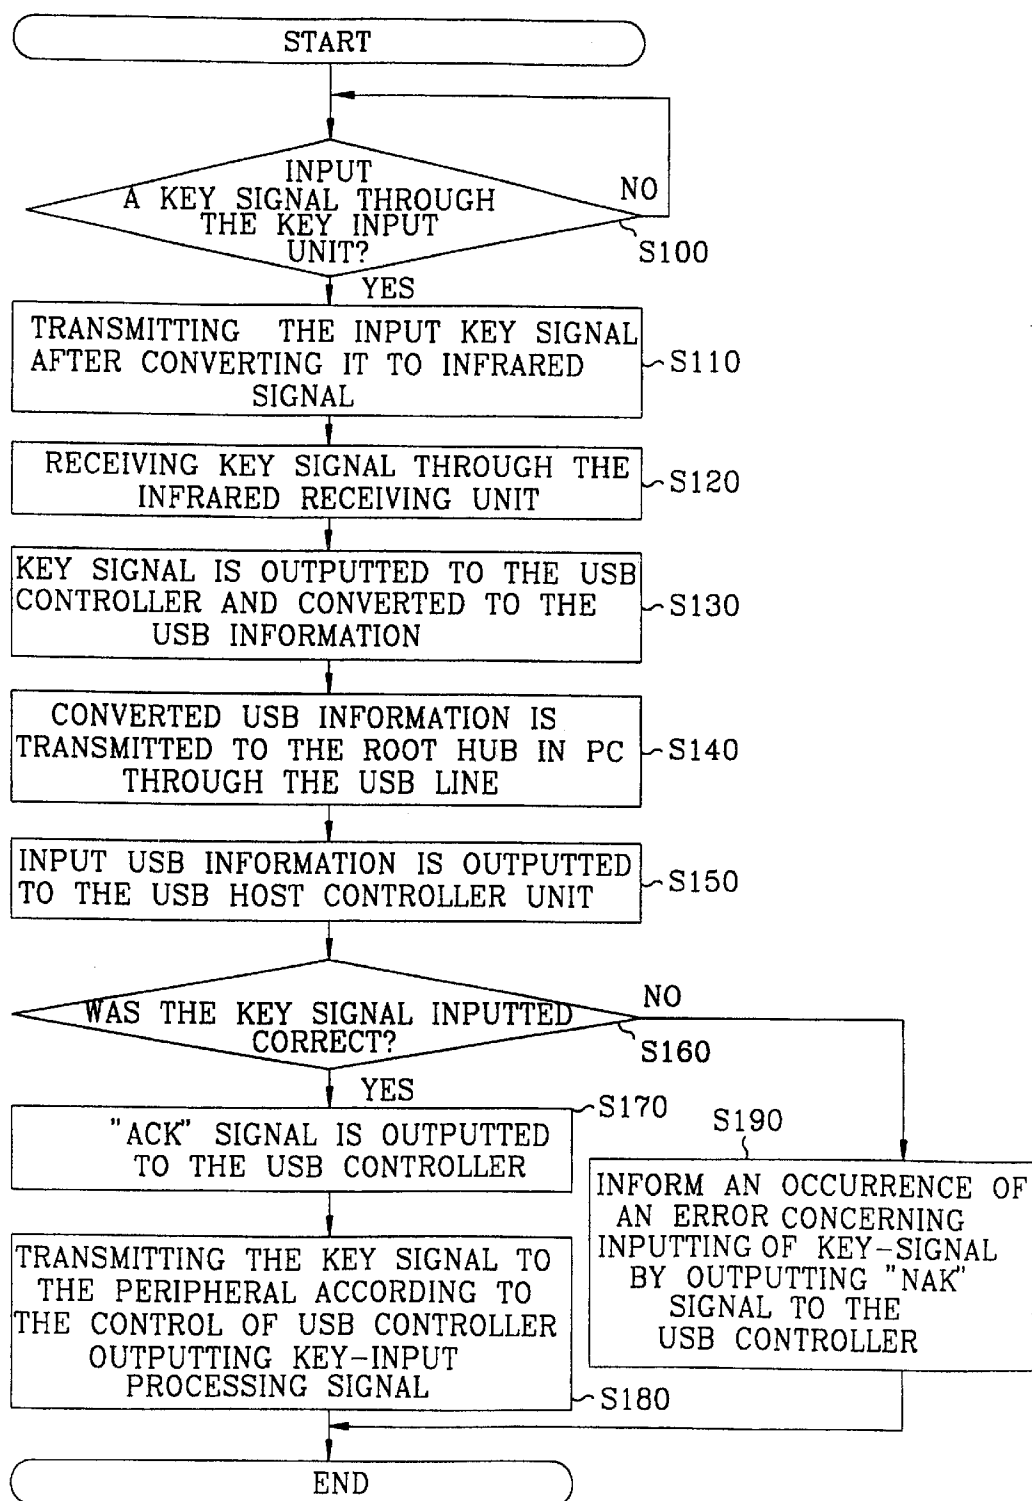 START
INPUT
A KEY SIGNAL THROUGH
THE KEY INPUT
UNIT?
NO
S100
YES
TRANSMITTING THE INPUT KEY SIGNAL
AFTER CONVERTING IT TO INFRARED
SIGNAL
S110
RECEIVING KEY SIGNAL THROUGH THE
INFRARED RECEIVING UNIT
S120
KEY SIGNAL IS OUTPUTTED TO THE USB
CONTROLLER AND CONVERTED TO THE
USB INFORMATION
S130
CONVERTED USB INFORMATION IS
TRANSMITTED TO THE ROOT HUB IN PC
THROUGH THE USB LINE
S140
INPUT USB INFORMATION IS OUTPUTTED
TO THE USB HOST CONTROLLER UNIT
S150
WAS THE KEY SIGNAL INPUTTED
CORRECT?
NO
S160
YES
S170
"ACK" SIGNAL IS OUTPUTTED
TO THE USB CONTROLLER
S190
INFORM AN OCCURRENCE OF
AN ERROR CONCERNING
INPUTTING OF KEY-SIGNAL
BY OUTPUTTING "NAK"
SIGNAL TO THE
USB CONTROLLER
TRANSMITTING THE KEY SIGNAL TO
THE PERIPHERAL ACCORDING TO
THE CONTROL OF USB CONTROLLER
OUTPUTTING KEY-INPUT
PROCESSING SIGNAL
S180
END